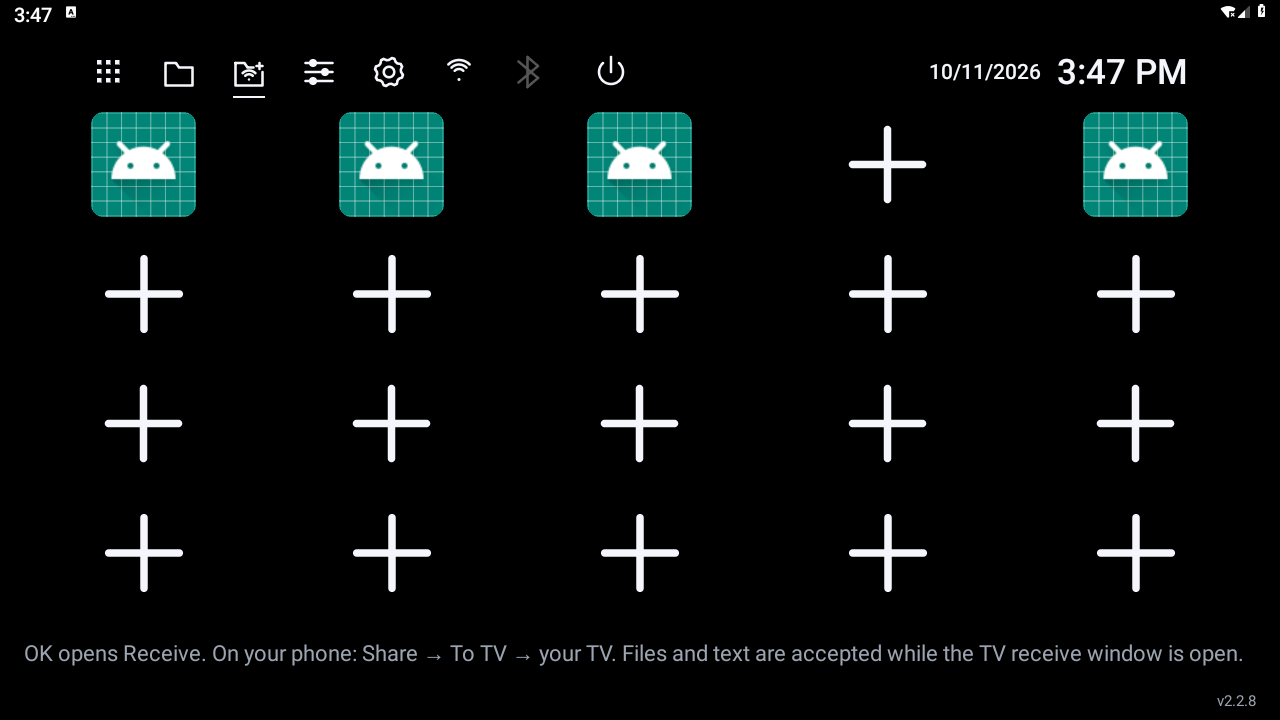 3:47 A
10/11/2026 3:47 PM
OK opens Receive. On your phone: Share → To TV → your TV. Files and text are accepted while the TV receive window is open.
v2.2.8